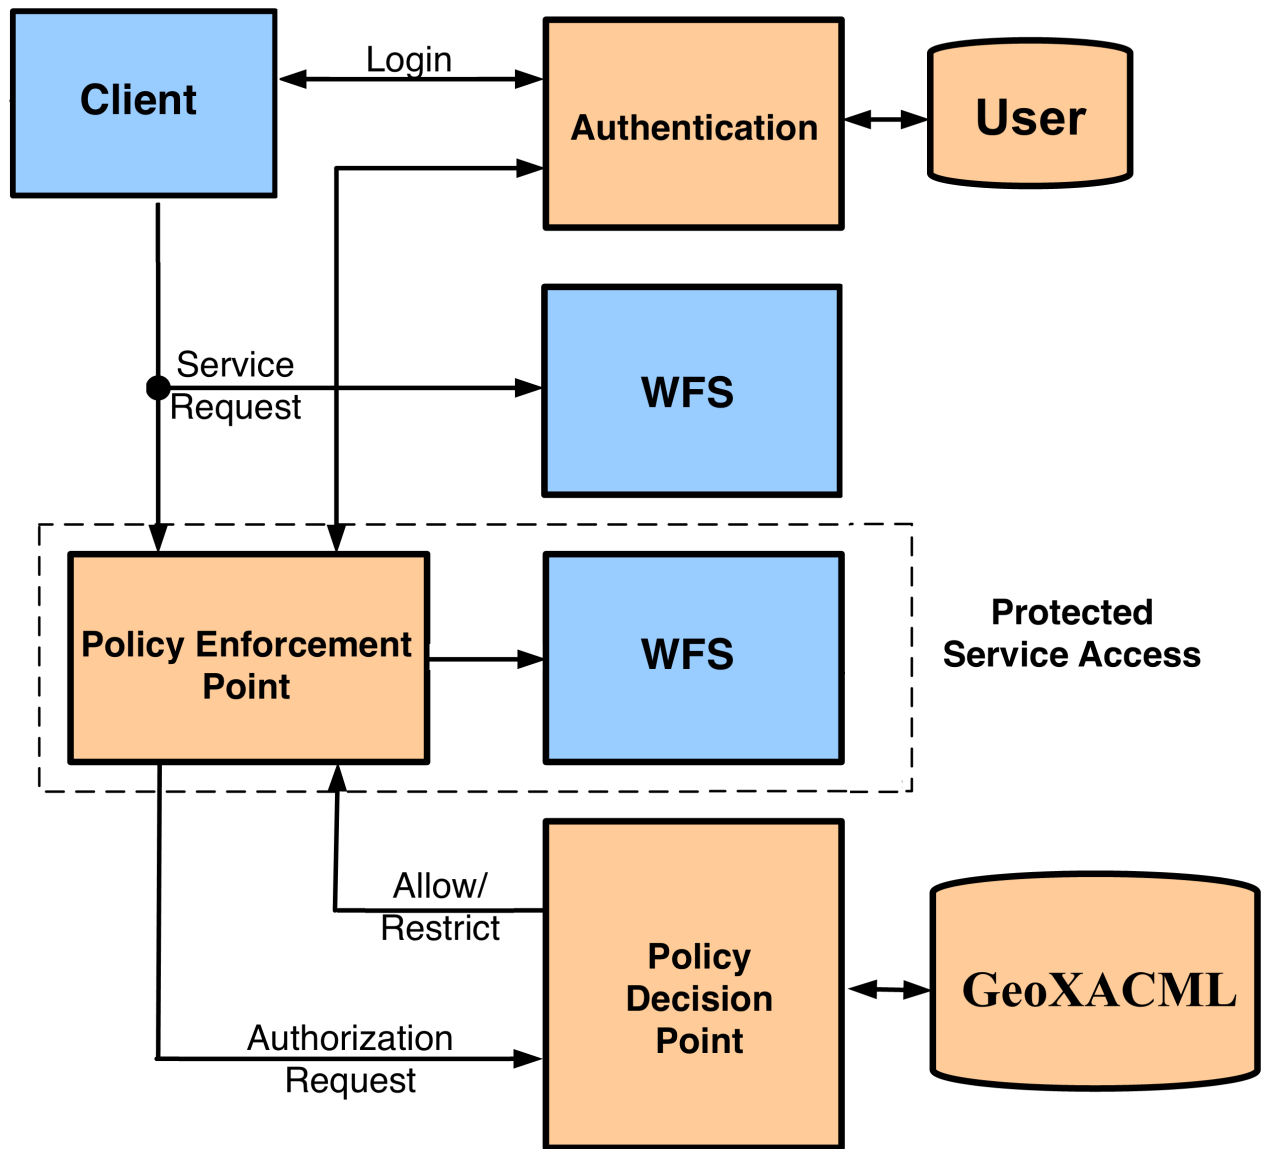 Client
Login
Authentication
User
Service
Request
WFS
Policy Enforcement
Point
WFS
Protected
Service Access
Allow/
Restrict
Policy
Decision
Point
GeoXACML
Authorization
Request